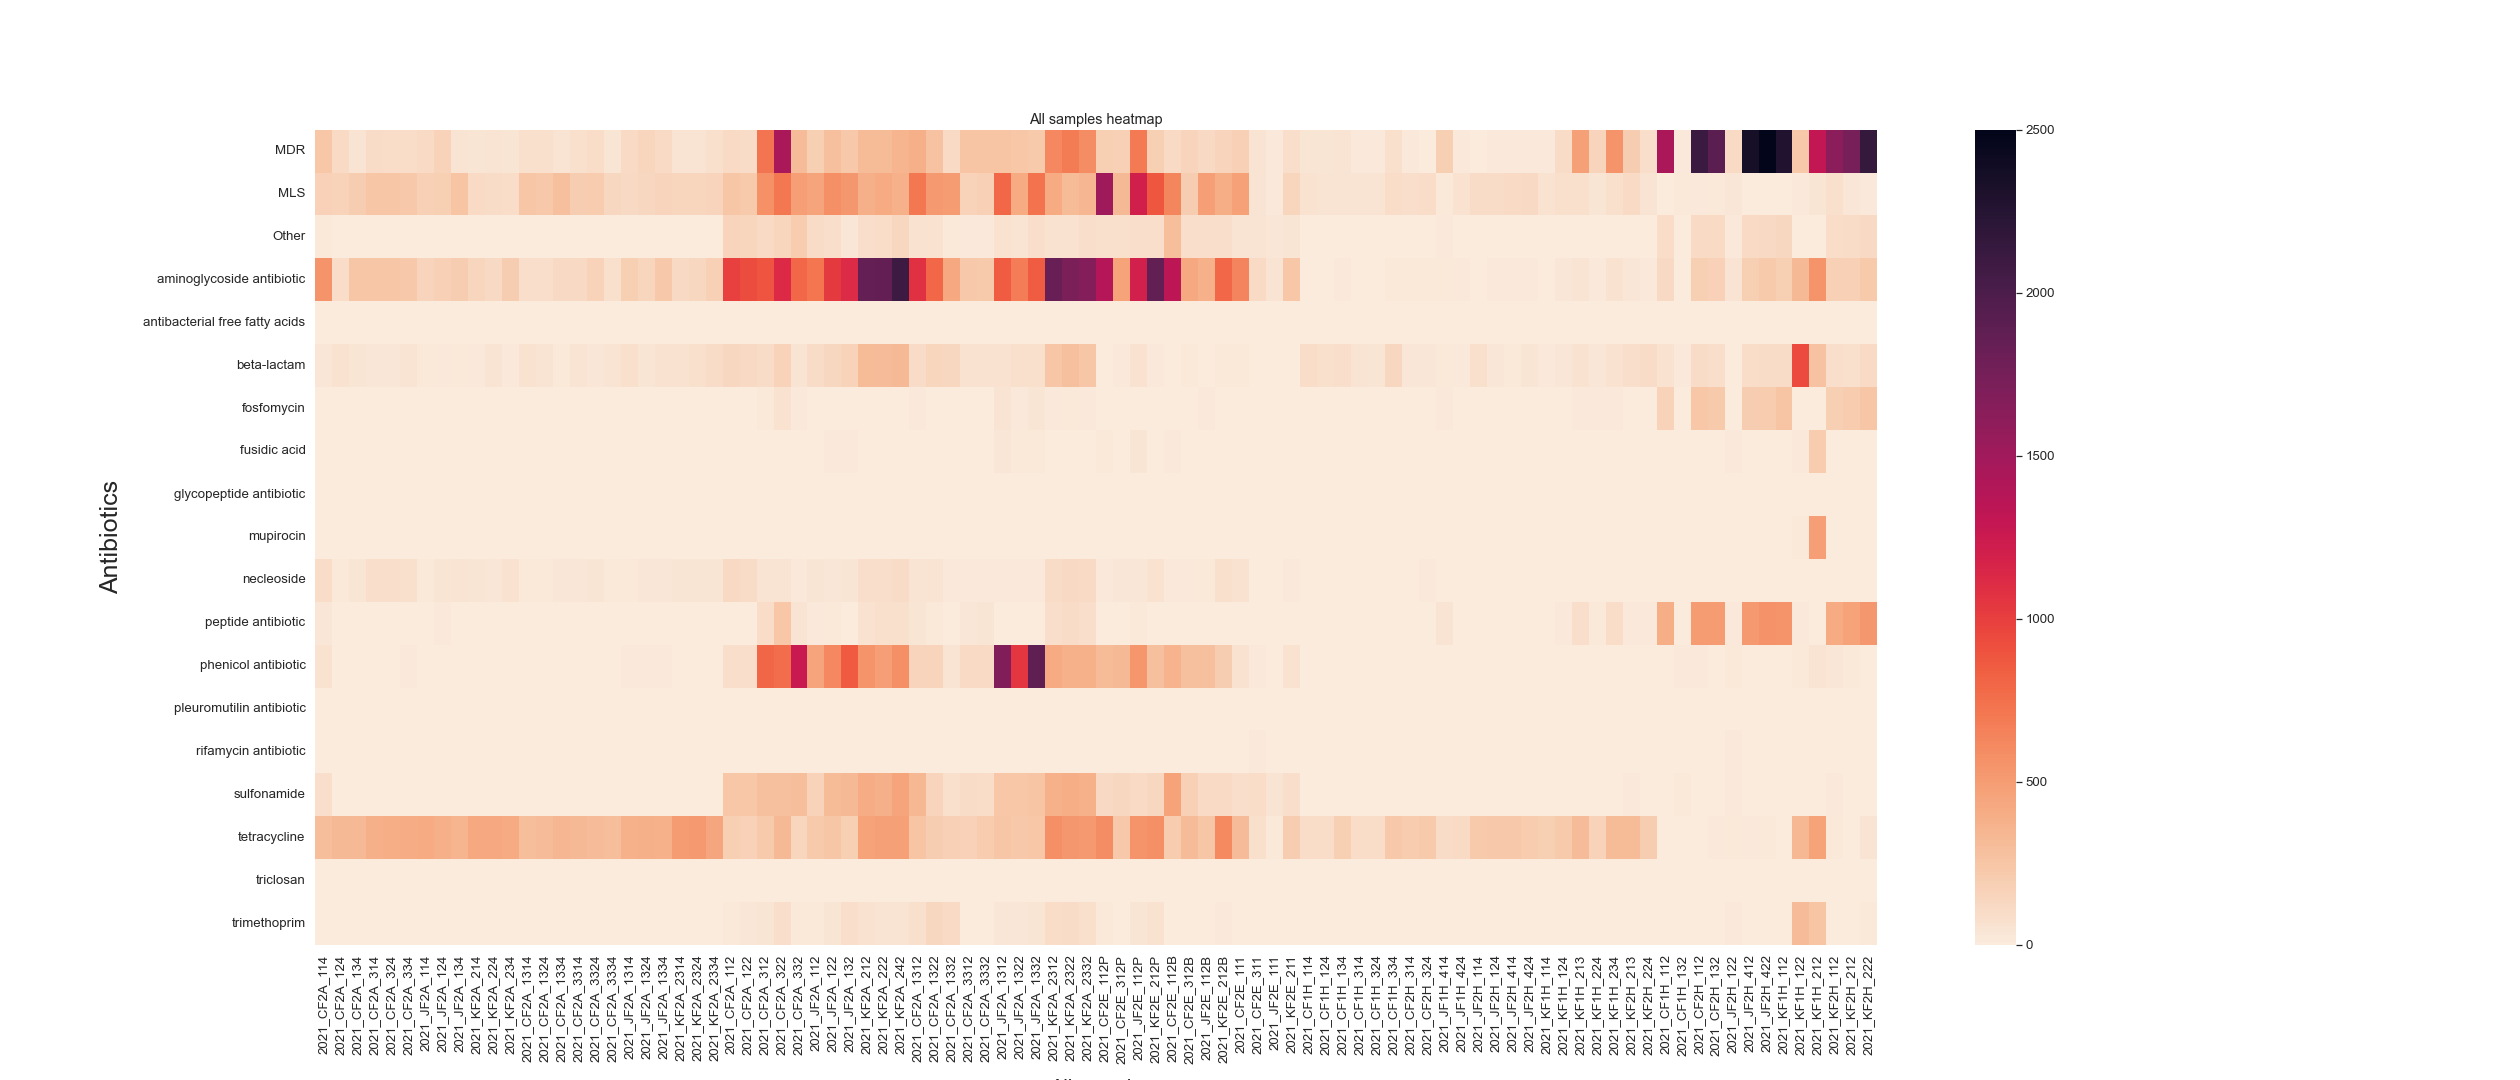 All samples heatmap
MDR
MLS
Other
aminoglycoside antibiotic
antibacterial free fatty acids
beta-lactam
fosfomycin
fusidic acid
glycopeptide antibiotic
mupirocin
necleoside
peptide antibiotic
phenicol antibiotic
pleuromutilin antibiotic
rifamycin antibiotic
sulfonamide
tetracycline
triclosan
trimethoprim
Antibiotics
2500
2000
1500
1000
500
0
2021_CF2A_114
2021_CF2A_124
2021_CF2A_134
2021_CF2A_314
2021_CF2A_324
2021_CF2A_334
2021_JF2A_114
2021_JF2A_124
2021_JF2A_134
2021_KF2A_214
2021_KF2A_224
2021_KF2A_234
2021_CF2A_1314
2021_CF2A_1324
2021_CF2A_1334
2021_CF2A_3314
2021_CF2A_3324
2021_CF2A_3334
2021_JF2A_1314
2021_JF2A_1324
2021_JF2A_1334
2021_KF2A_2314
2021_KF2A_2324
2021_KF2A_2334
2021_CF2A_112
2021_CF2A_122
2021_CF2A_312
2021_CF2A_322
2021_CF2A_332
2021_JF2A_112
2021_JF2A_122
2021_JF2A_132
2021_KF2A_212
2021_KF2A_222
2021_KF2A_242
2021_CF2A_1312
2021_CF2A_1322
2021_CF2A_1332
2021_CF2A_3312
2021_CF2A_3332
2021_JF2A_1312
2021_JF2A_1322
2021_JF2A_1332
2021_KF2A_2312
2021_KF2A_2322
2021_KF2A_2332
2021_CF2E_112P
2021_CF2E_312P
2021_JF2E_112P
2021_KF2E_212P
2021_CF2E_112B
2021_CF2E_312B
2021_JF2E_112B
2021_KF2E_212B
2021_CF2E_111
2021_CF2E_311
2021_JF2E_111
2021_KF2E_211
2021_CF1H_114
2021_CF1H_124
2021_CF1H_134
2021_CF1H_314
2021_CF1H_324
2021_CF1H_334
2021_CF2H_314
2021_CF2H_324
2021_JF1H_414
2021_JF1H_424
2021_JF2H_114
2021_JF2H_124
2021_JF2H_414
2021_JF2H_424
2021_KF1H_114
2021_KF1H_124
2021_KF1H_213
2021_KF1H_224
2021_KF1H_234
2021_KF2H_213
2021_KF2H_224
2021_CF1H_112
2021_CF1H_132
2021_CF2H_112
2021_CF2H_132
2021_JF2H_122
2021_JF2H_412
2021_JF2H_422
2021_KF1H_112
2021_KF1H_122
2021_KF1H_212
2021_KF2H_112
2021_KF2H_212
2021_KF2H_222